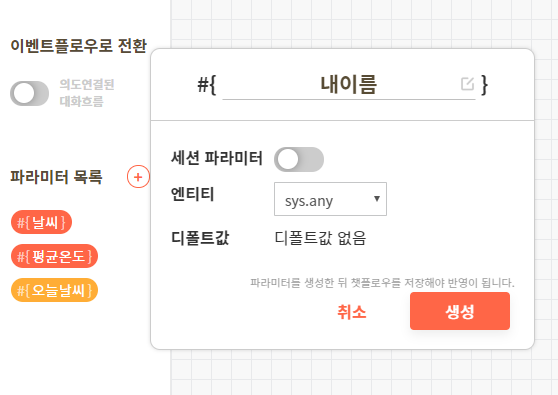 이벤트플로우로 전환
의도연결된
대화흐름
파라미터 목록
+
#{날씨}
#{평균온도}
#{오늘날씨}
#{ 내이름 }
세션 파라미터
엔티티
sys.any
디폴트값 디폴트값 없음
파라미터를 생성한 뒤 챗플로우를 저장해야 반영이 됩니다.
취소 생성